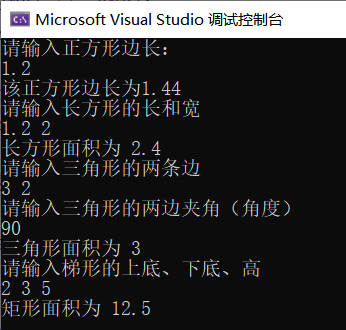 Microsoft Visual Studio 调试控制台
请输入正方形边长：
1.2
该正方形边长为1.44
请输入长方形的长和宽
1.2 2
长方形面积为 2.4
请输入三角形的两条边
3 2
请输入三角形的两边夹角（角度）
90
三角形面积为 3
请输入梯形的上底、下底、高
2 3 5
矩形面积为 12.5